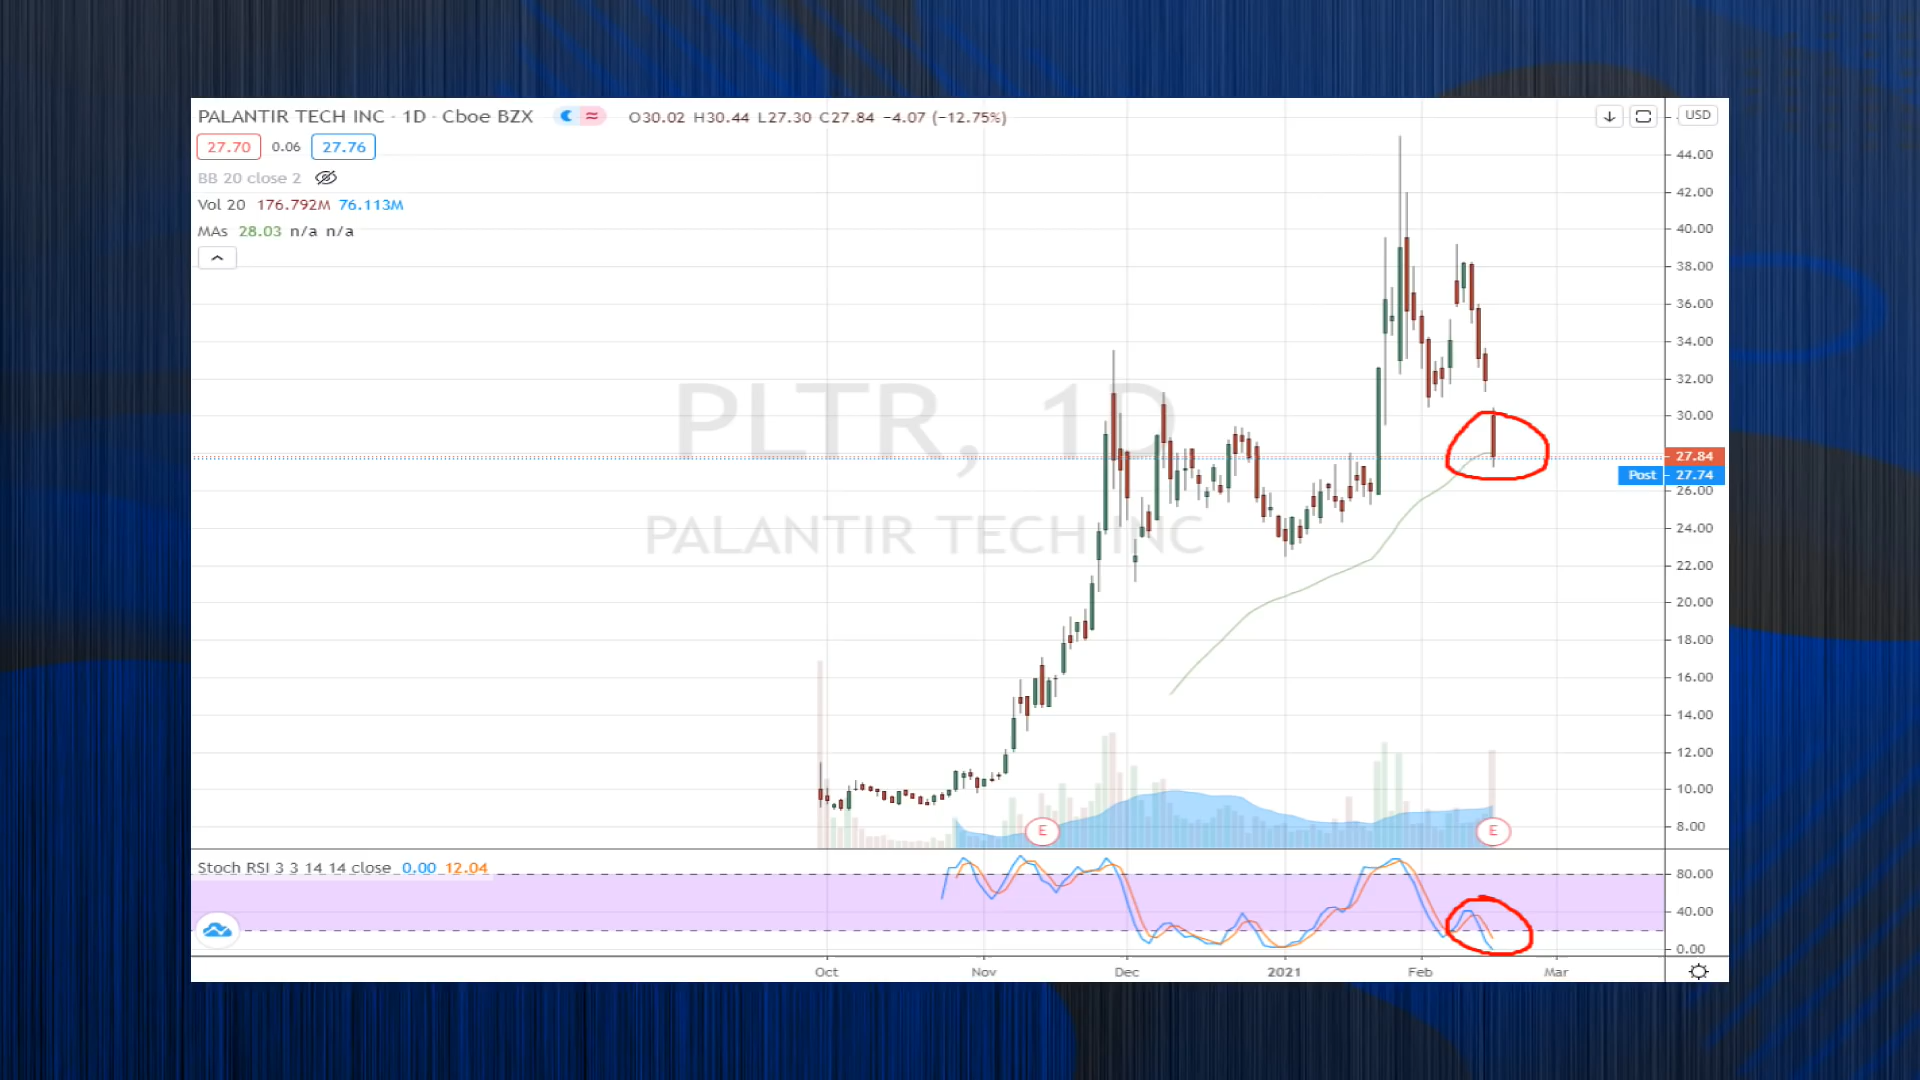 PALANTIR TECH INC · 1D · Cboe BZX O30.02 H30.44 L27.30 C27.84 −4.07 (−12.75%)
USD
27.70 0.06 27.76
BB 20 close 2
Vol 20 176.792M 76.113M
MAs 28.03 n/a n/a
44.00
42.00
40.00
38.00
36.00
34.00
32.00
30.00
27.84
Post 27.74
26.00
24.00
22.00
20.00
18.00
16.00
14.00
12.00
10.00
8.00
PLTR, 1D
PALANTIR TECH INC
E E
Stoch RSI 3 3 14 14 close 0.00 12.04
80.00
40.00
0.00
Oct Nov Dec 2021 Feb Mar